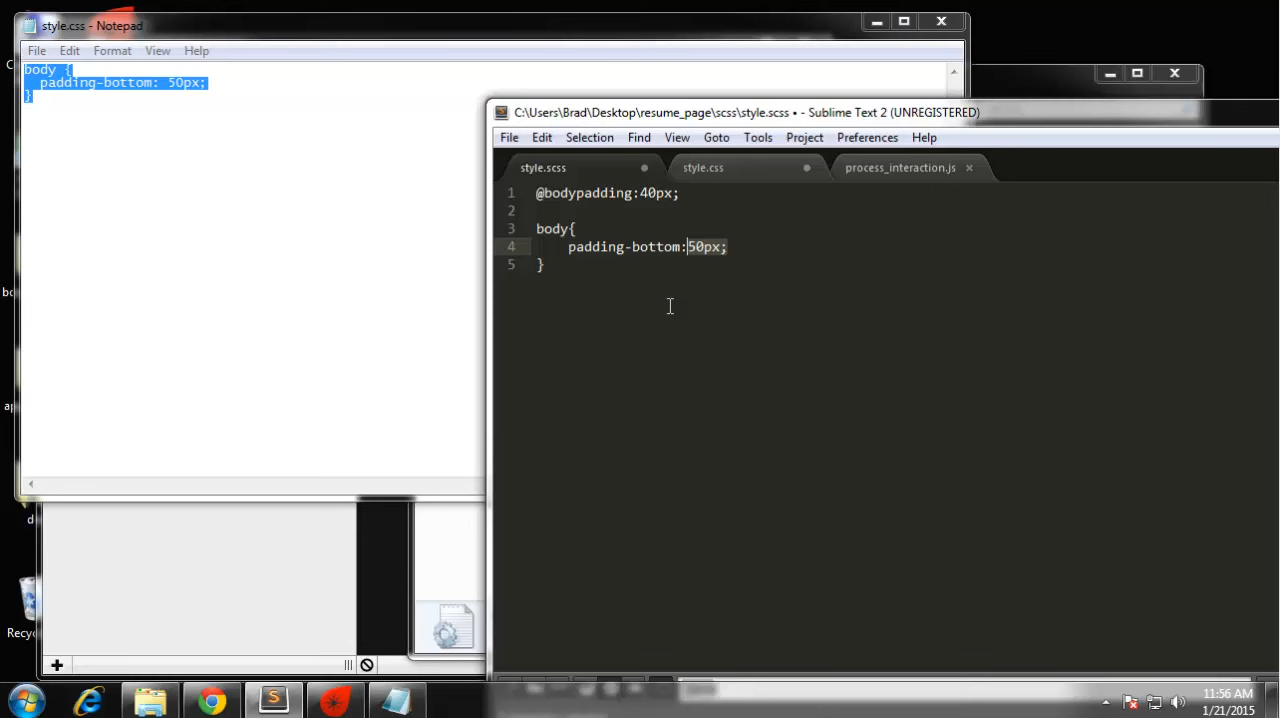 style.css - Notepad
File Edit Format View Help
body {
padding-bottom: 50px;
}
C:\Users\Brad\Desktop\resume_page\scss\style.scss • - Sublime Text 2 (UNREGISTERED)
File Edit Selection Find View Goto Tools Project Preferences Help
style.scss style.css process_interaction.js
1 @bodypadding:40px;
2
3 body{
4 padding-bottom:50px;
5 }
Recyc
11:56 AM
1/21/2015